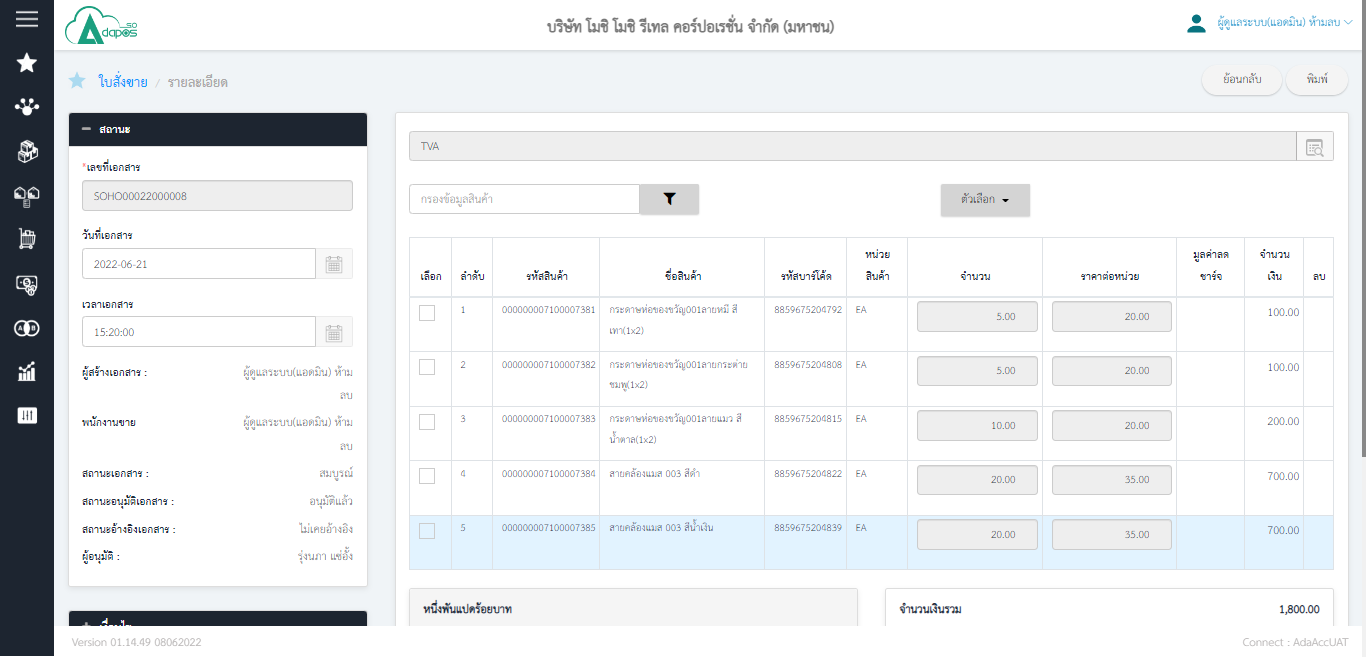 SO
Adapos
บริษัท โมชิ โมชิ รีเทล คอร์ปอเรชั่น จำกัด (มหาชน)
ผู้ดูแลระบบ(แอดมิน) ห้ามลบ
ใบสั่งขาย / รายละเอียด
ย้อนกลับ
พิมพ์
สถานะ
*เลขที่เอกสาร
SOHO00022000008
วันที่เอกสาร
2022-06-21
เวลาเอกสาร
15:20:00
ผู้สร้างเอกสาร : ผู้ดูแลระบบ(แอดมิน) ห้าม
ลบ
พนักงานขาย ผู้ดูแลระบบ(แอดมิน) ห้าม
ลบ
สถานะเอกสาร : สมบูรณ์
สถานะอนุมัติเอกสาร : อนุมัติแล้ว
สถานะอ้างอิงเอกสาร : ไม่เคยอ้างอิง
ผู้อนุมัติ : รุ่งนภา แซ่อั้ง
เงื่อนไข
TVA
กรองข้อมูลสินค้า
ตัวเลือก
เลือก ลำดับ รหัสสินค้า ชื่อสินค้า รหัสบาร์โค้ด หน่วยสินค้า จำนวน ราคาต่อหน่วย มูลค่าลดชาร์จ จำนวนเงิน ลบ
1 000000007100007381 กระดาษห่อของขวัญ001ลายหมี สี 8859675204792 EA 5.00 20.00 100.00
เทา(1x2)
2 000000007100007382 กระดาษห่อของขวัญ001ลายกระต่าย 8859675204808 EA 5.00 20.00 100.00
ชมพู(1x2)
3 000000007100007383 กระดาษห่อของขวัญ001ลายแมว สี 8859675204815 EA 10.00 20.00 200.00
น้ำตาล(1x2)
4 000000007100007384 สายคล้องแมส 003 สีดำ 8859675204822 EA 20.00 35.00 700.00
5 000000007100007385 สายคล้องแมส 003 สีน้ำเงิน 8859675204839 EA 20.00 35.00 700.00
หนึ่งพันแปดร้อยบาท
จำนวนเงินรวม 1,800.00
Version 01.14.49 08062022
Connect : AdaAccUAT